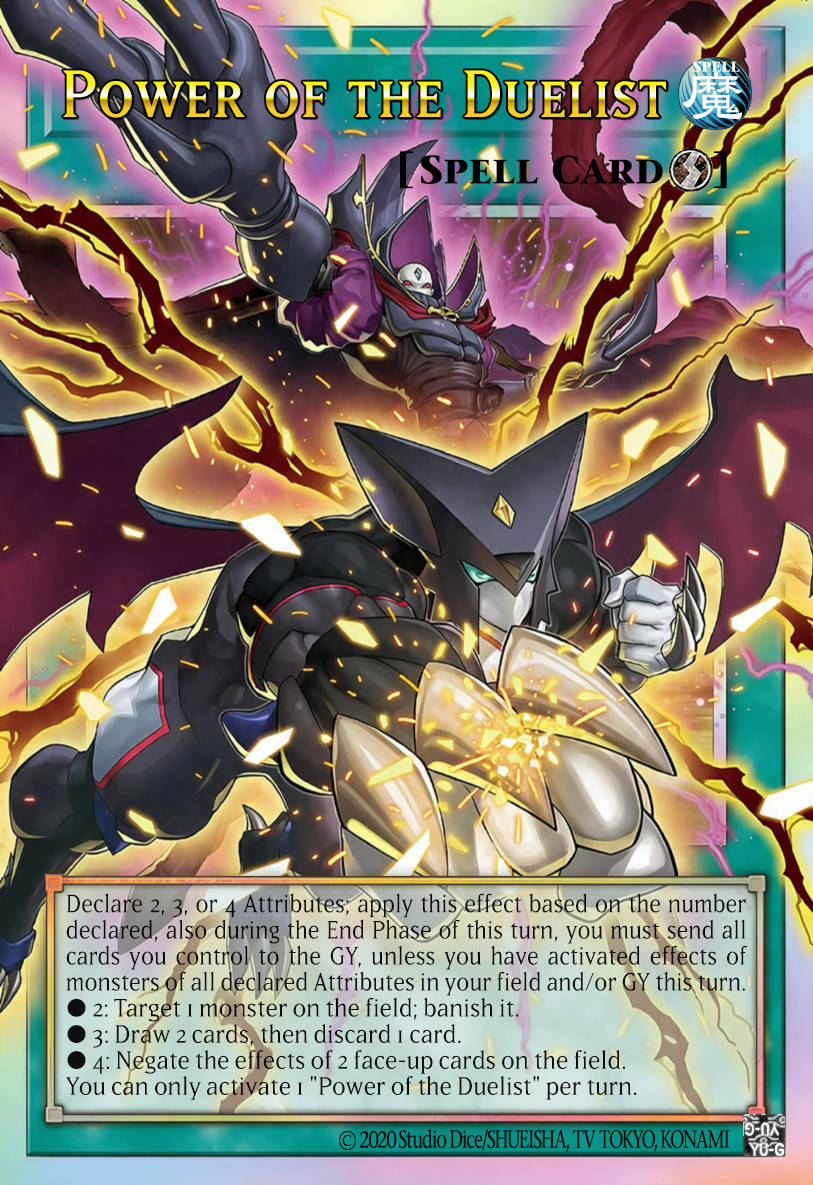 Power of the Duelist
SPELL
魔
[Spell Card]
Declare 2, 3, or 4 Attributes; apply this effect based on the number
declared, also during the End Phase of this turn, you must send all
cards you control to the GY, unless you have activated effects of
monsters of all declared Attributes in your field and/or GY this turn.
● 2: Target 1 monster on the field; banish it.
● 3: Draw 2 cards, then discard 1 card.
● 4: Negate the effects of 2 face-up cards on the field.
You can only activate 1 "Power of the Duelist" per turn.
© 2020 Studio Dice/SHUEISHA, TV TOKYO, KONAMI
YU-G
YU-G